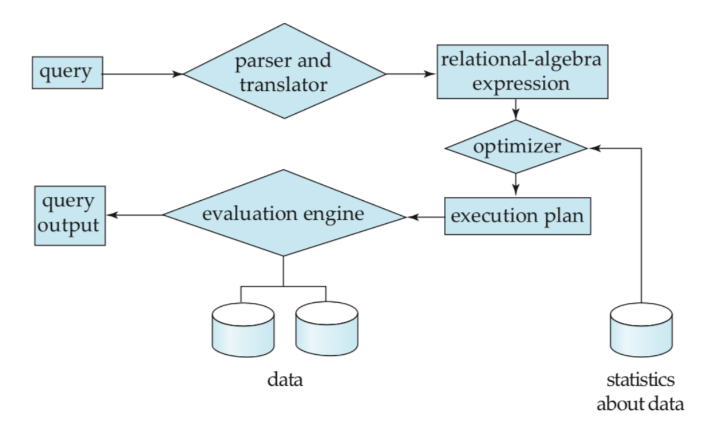 query
parser and
translator
relational-algebra
expression
optimizer
query
output
evaluation engine
execution plan
data
statistics
about data